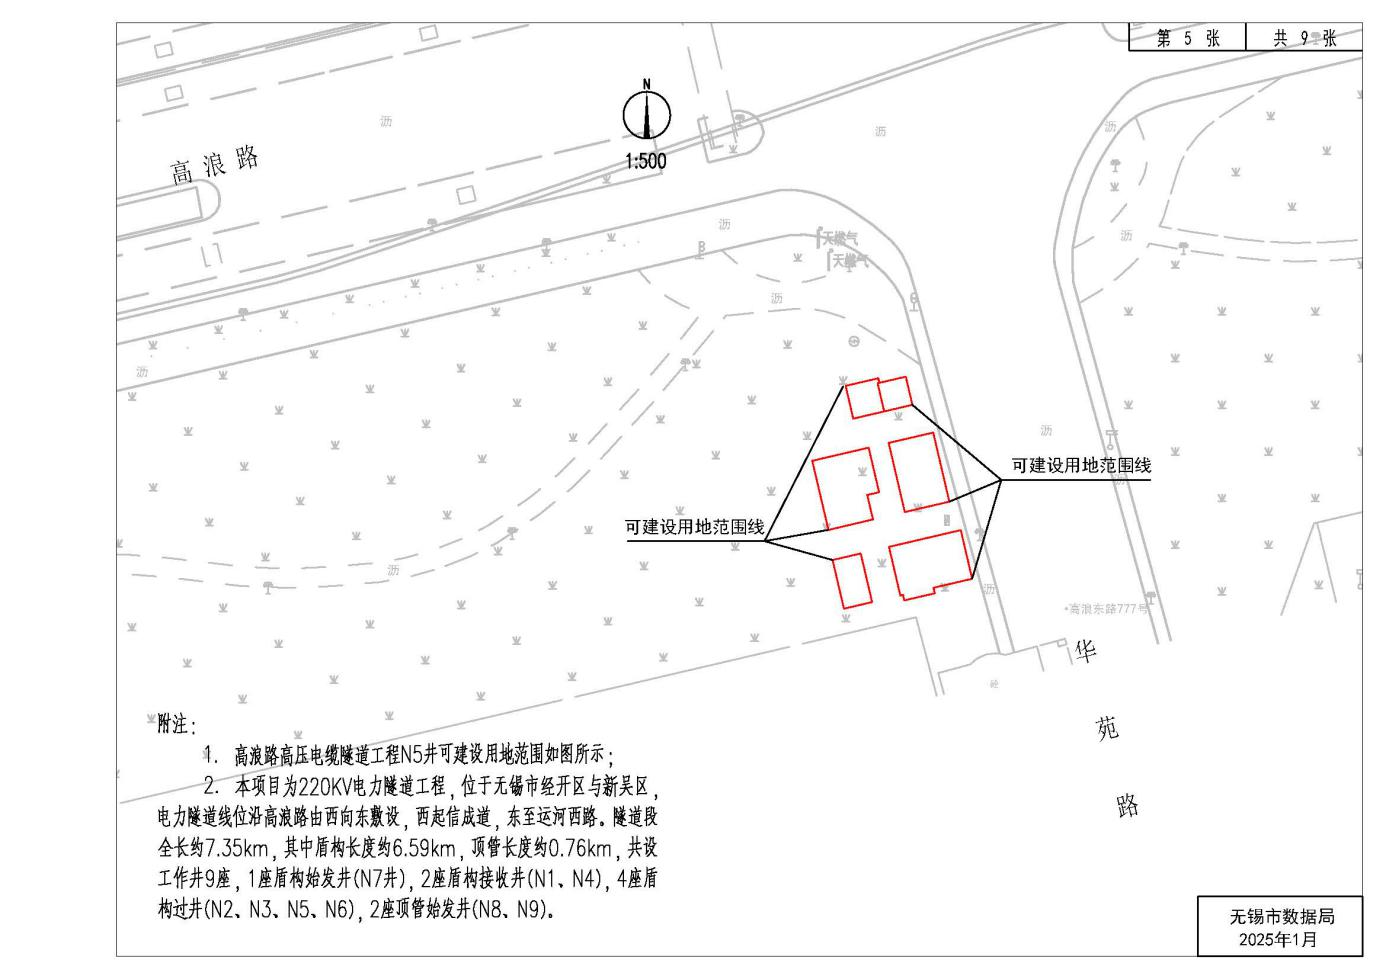 第 5 张 共 9 张
N
1:500
高浪路
沥
沥
沥
沥
沥
天燃气
天燃气
沥
沥
沥
可建设用地范围线
沥
可建设用地范围线
沥
沥
•高浪东路777号
华
苑
路
砼
附注：
1. 高浪路高压电缆隧道工程N5井可建设用地范围如图所示；
2. 本项目为220KV电力隧道工程，位于无锡市经开区与新吴区，
电力隧道线位沿高浪路由西向东敷设，西起信成道，东至运河西路。隧道段
全长约7.35km，其中盾构长度约6.59km，顶管长度约0.76km，共设
工作井9座，1座盾构始发井(N7井)，2座盾构接收井(N1、N4)，4座盾
构过井(N2、N3、N5、N6)，2座顶管始发井(N8、N9)。
无锡市数据局
2025年1月